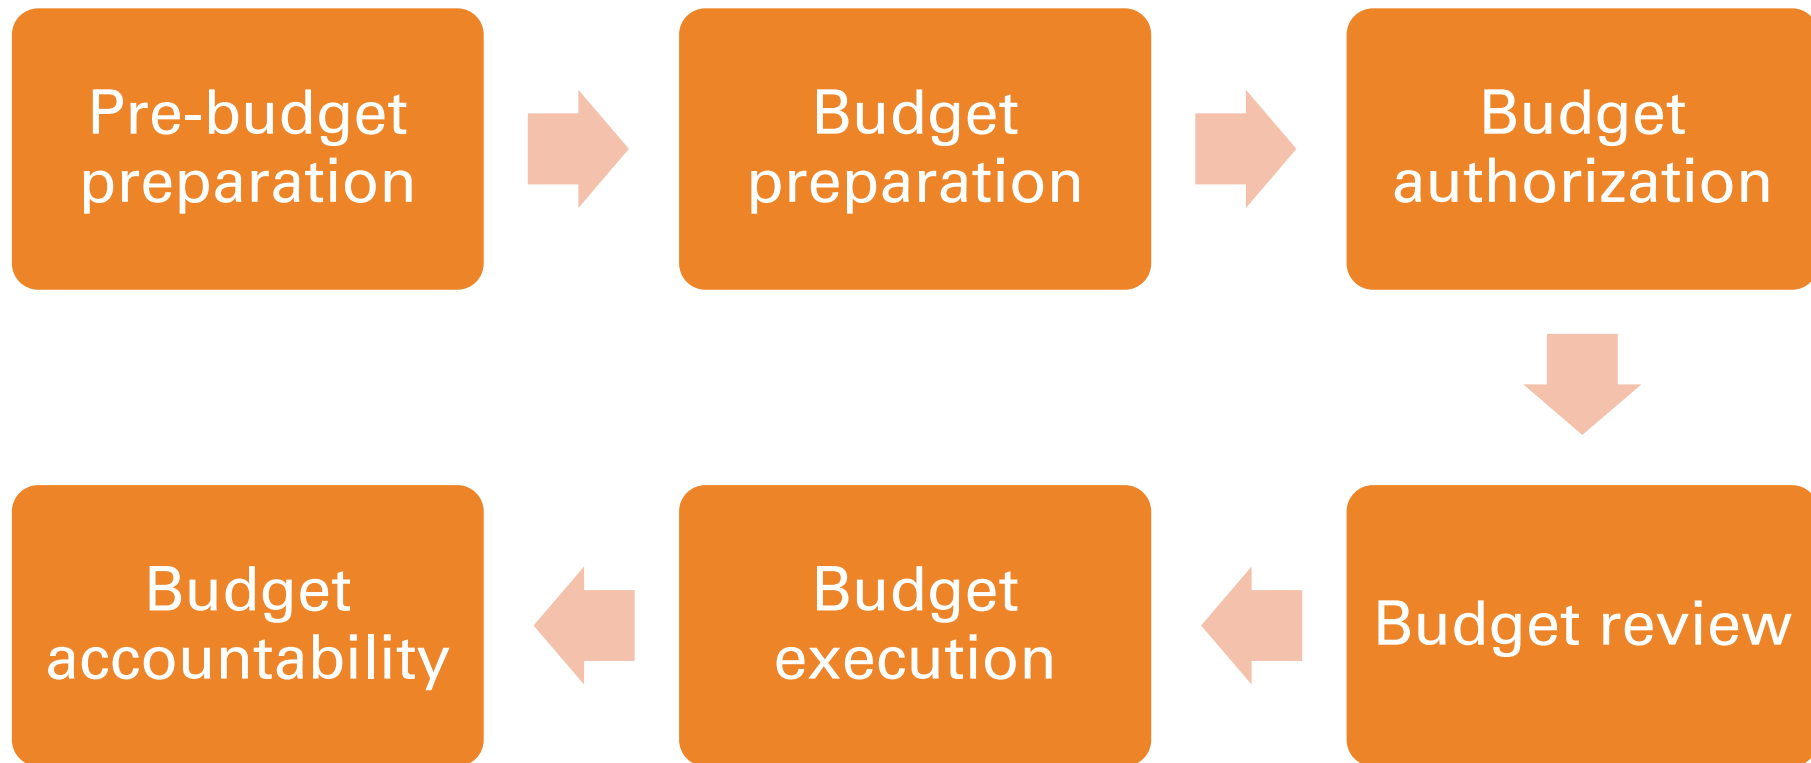 Pre-budget
preparation
Budget
preparation
Budget
authorization
Budget review
Budget
execution
Budget
accountability